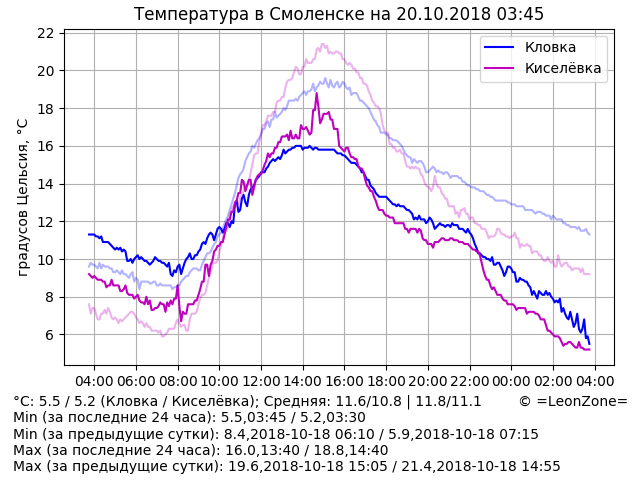 Температура в Смоленске на 20.10.2018 03:45
градусов Цельсия, °C
22
20
18
16
14
12
10
8
6
Кловка
Киселёвка
04:00 06:00 08:00 10:00 12:00 14:00 16:00 18:00 20:00 22:00 00:00 02:00 04:00
°C: 5.5 / 5.2 (Кловка / Киселёвка); Средняя: 11.6/10.8 | 11.8/11.1 © =LeonZone=
Min (за последние 24 часа): 5.5,03:45 / 5.2,03:30
Min (за предыдущие сутки): 8.4,2018-10-18 06:10 / 5.9,2018-10-18 07:15
Max (за последние 24 часа): 16.0,13:40 / 18.8,14:40
Max (за предыдущие сутки): 19.6,2018-10-18 15:05 / 21.4,2018-10-18 14:55